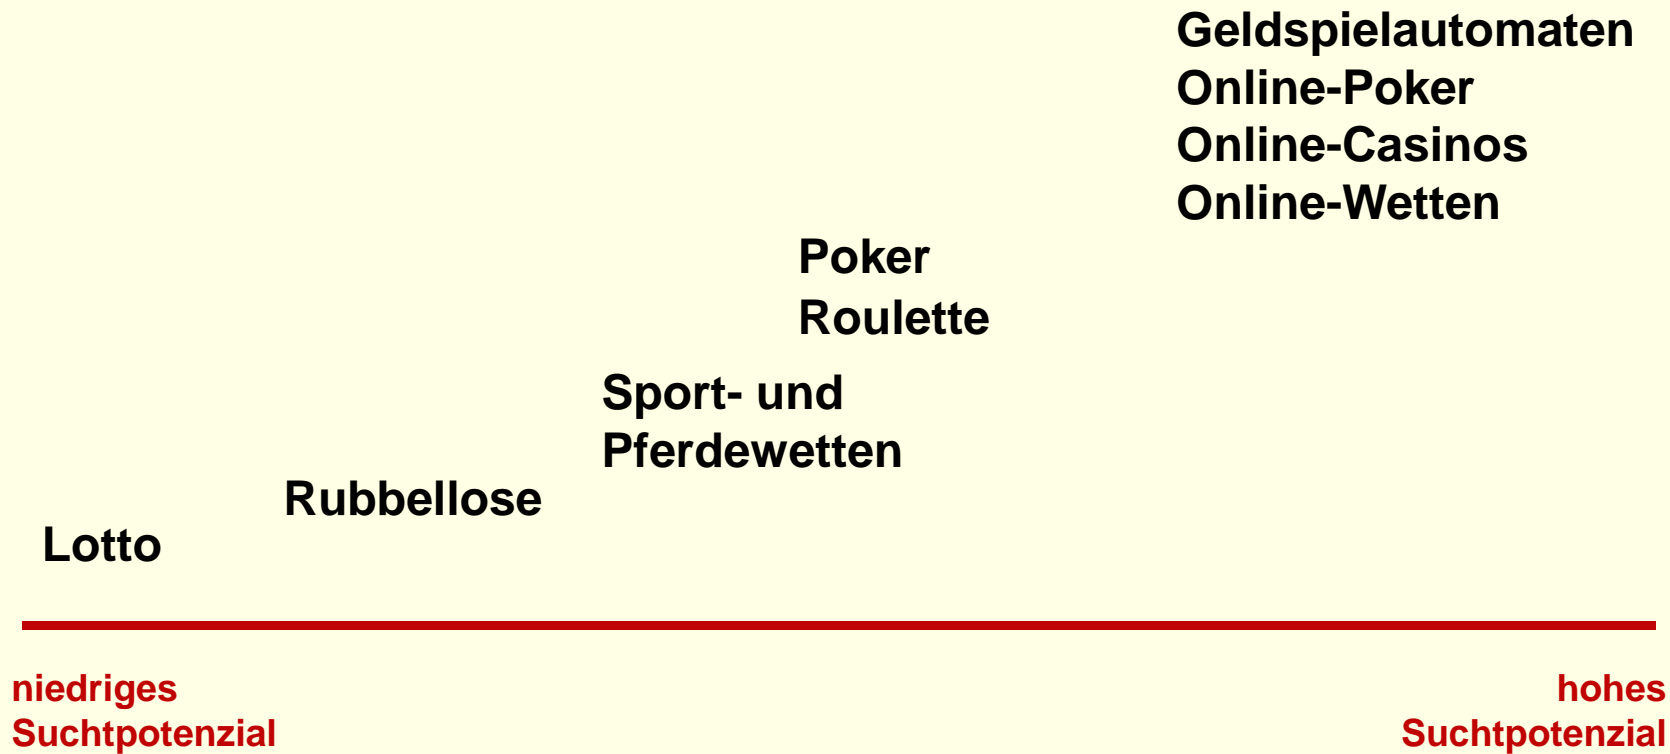 Geldspielautomaten
Online-Poker
Online-Casinos
Online-Wetten
Poker
Roulette
Sport- und
Pferdewetten
Rubbellose
Lotto
niedriges
Suchtpotenzial
hohes
Suchtpotenzial